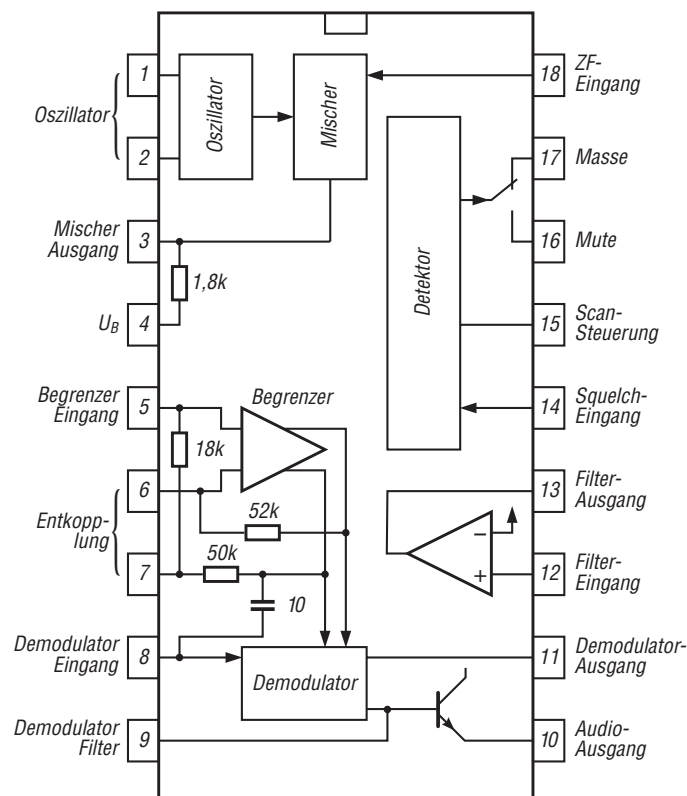 1
Oszillator
2
Mischer
Ausgang
3
1,8k
UB
4
Begrenzer
Eingang
5
18k
6
Entkopp-
lung
7
Demodulator
Eingang
8
Demodulator
Filter
9
Oszillator
Mischer
Detektor
Begrenzer
52k
50k
10
Demodulator
−
+
18
ZF-
Eingang
17
Masse
16
Mute
15
Scan-
Steuerung
14
Squelch-
Eingang
13
Filter-
Ausgang
12
Filter-
Eingang
11
Demodulator-
Ausgang
10
Audio-
Ausgang